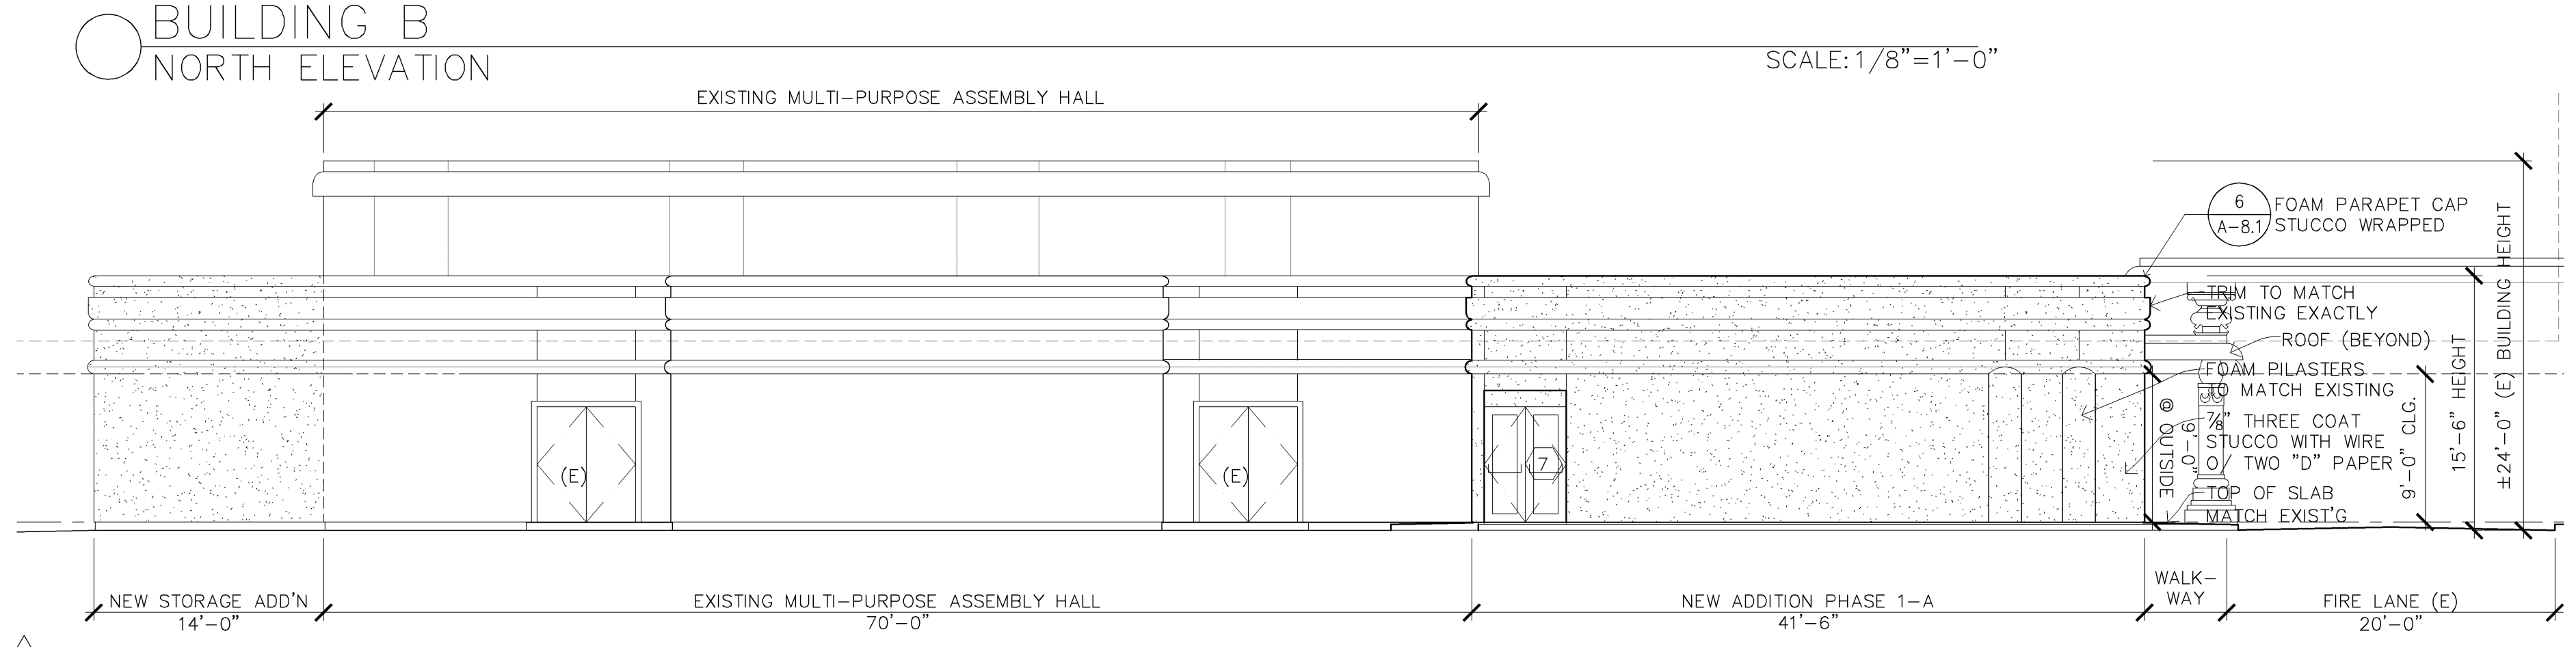 BUILDING B
NORTH ELEVATION
SCALE: 1/8"=1'-0"
EXISTING MULTI-PURPOSE ASSEMBLY HALL
6
A-8.1
FOAM PARAPET CAP
STUCCO WRAPPED
TRIM TO MATCH
EXISTING EXACTLY
ROOF (BEYOND)
FOAM PILASTERS
TO MATCH EXISTING
7/8" THREE COAT
STUCCO WITH WIRE
O/ TWO "D" PAPER
TOP OF SLAB
MATCH EXIST'G
9'-0"
@ OUTSIDE
9'-0" CLG.
15'-6" HEIGHT
±24'-0" (E) BUILDING HEIGHT
(E)
(E)
7
NEW STORAGE ADD'N
14'-0"
EXISTING MULTI-PURPOSE ASSEMBLY HALL
70'-0"
NEW ADDITION PHASE 1-A
41'-6"
WALK-
WAY
FIRE LANE (E)
20'-0"